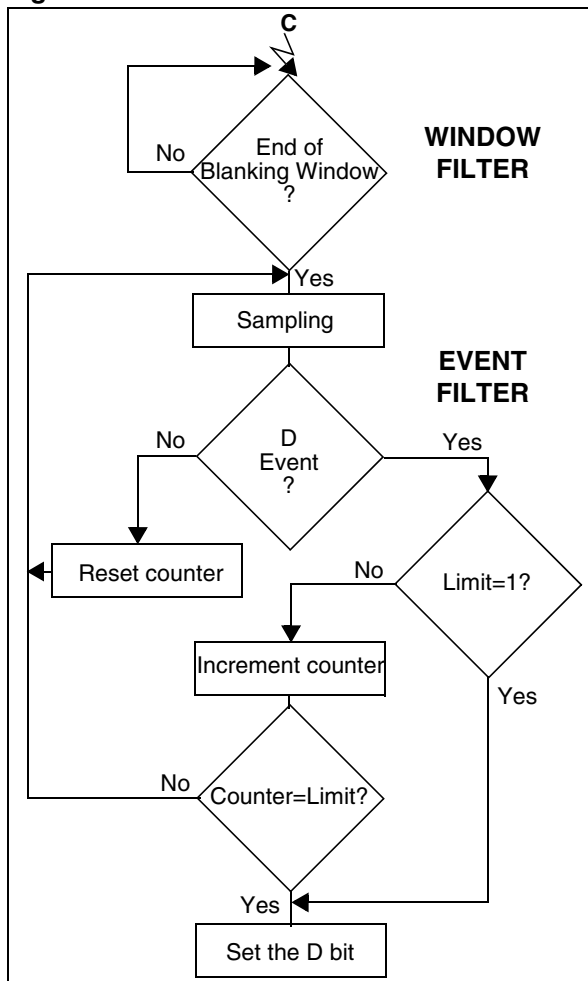 C
No
End of
Blanking Window
?
WINDOW
FILTER
Yes
Sampling
EVENT
FILTER
No
D
Event
?
Yes
Reset counter
No
Limit=1?
Increment counter
Yes
No
Counter=Limit?
Yes
Set the D bit